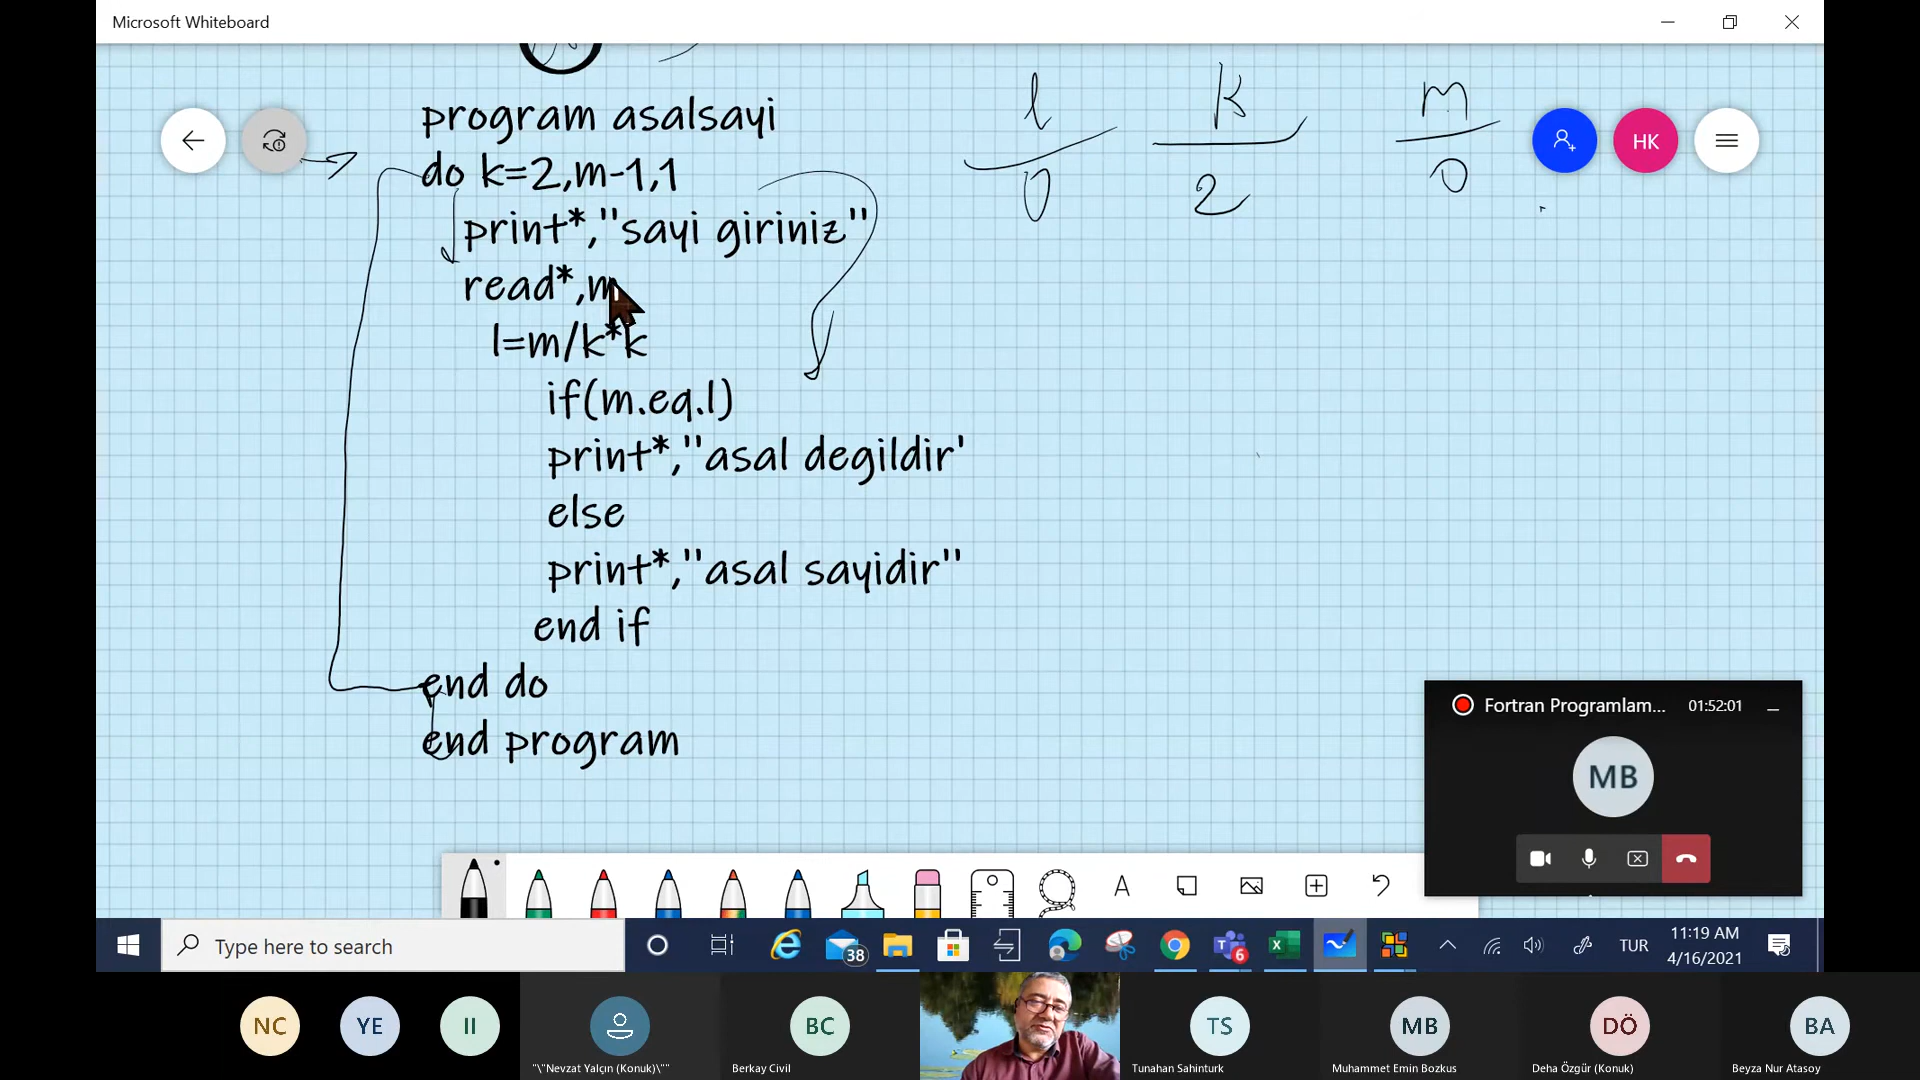 Microsoft Whiteboard
program asalsayi
do k=2,m-1,1
print*,"sayi giriniz"
read*,m
l=m/k*k
if(m.eq.l)
print*,"asal degildir'
else
print*,"asal sayidir"
end if
end do
end program
l k m
0 2 0
HK
Fortran Programlam... 01:52:01
MB
A
Type here to search
38
6
TUR
11:19 AM
4/16/2021
NC YE II BC TS MB DÖ BA
"\"Nevzat Yalçın (Konuk)\"" Berkay Civil Tunahan Sahinturk Muhammet Emin Bozkus Deha Özgür (Konuk) Beyza Nur Atasoy